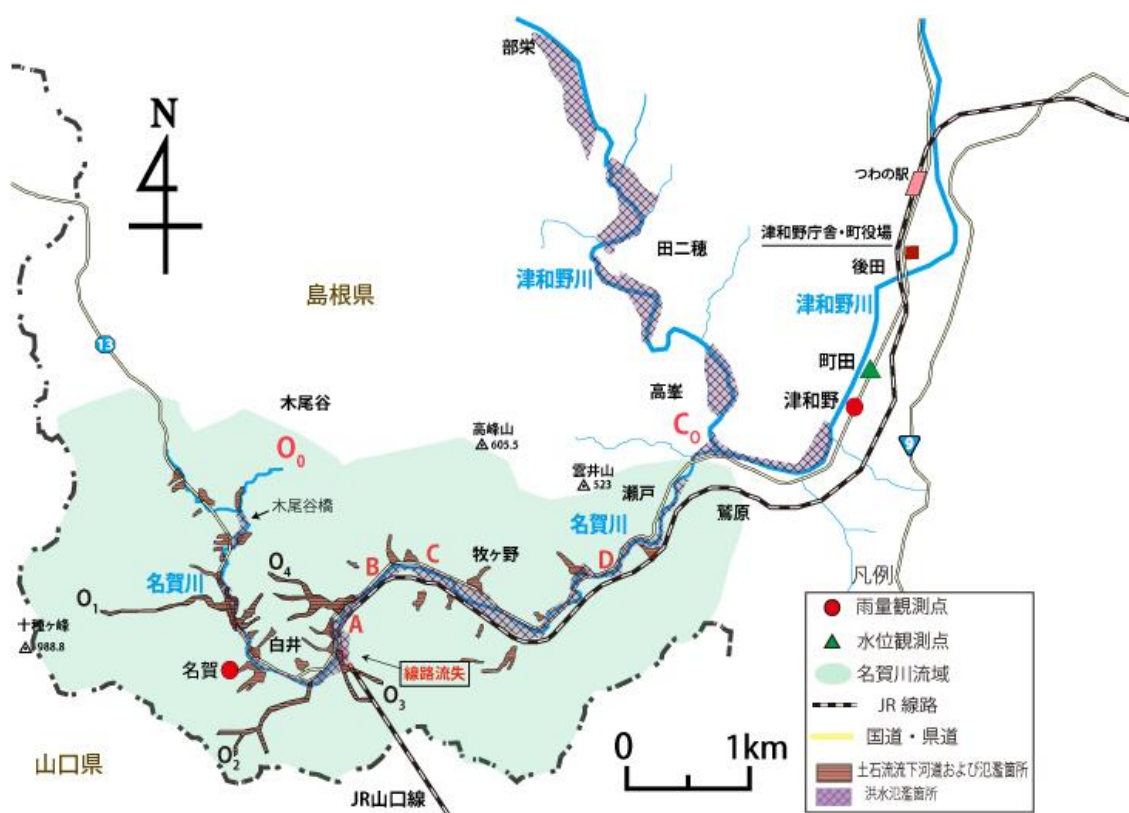 部栄
N
つわの駅
津和野庁舎・町役場
後田
田二穂
津和野川
島根県
津和野川
13
町田
高峯
津和野
木尾谷
高峰山
605.5
C0
9
O0
雲井山
523
瀬戸
木尾谷橋
鷲原
名賀川
牧ヶ野
B
C
D
凡例
名賀川
O4
O1
雨量観測点
十種ヶ峰
988.8
A
水位観測点
白井
名賀
線路流失
名賀川流域
O3
JR 線路
0
1km
国道・県道
山口県
O2
土石流流下河道および氾濫箇所
JR山口線
洪水氾濫箇所